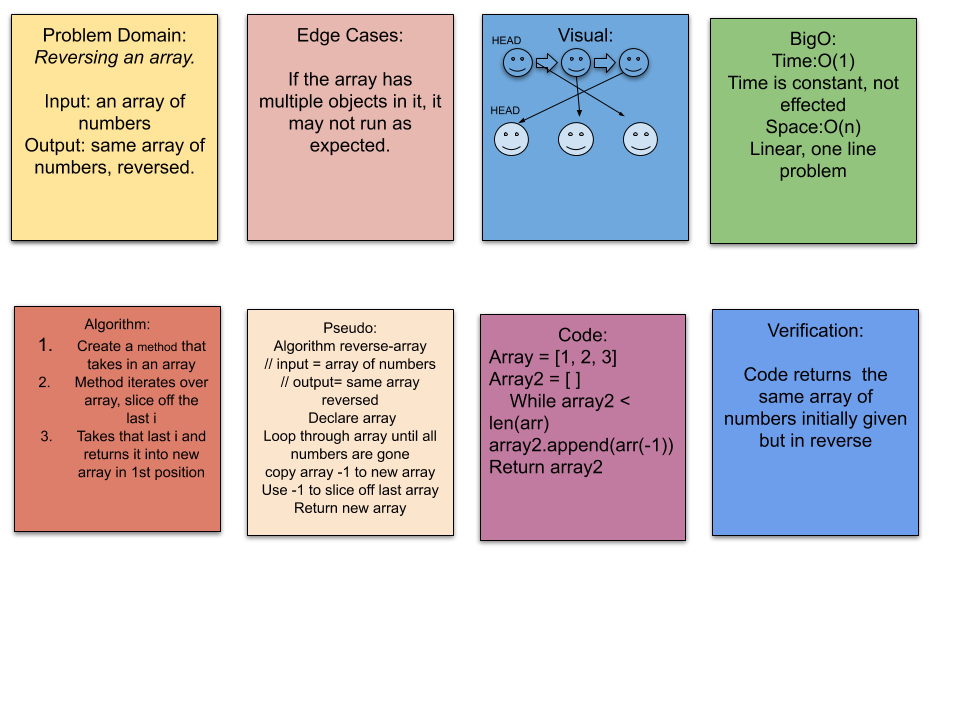 Problem Domain:
Reversing an array.
Input: an array of
numbers
Output: same array of
numbers, reversed.
Edge Cases:
If the array has
multiple objects in it, it
may not run as
expected.
Visual:
HEAD
HEAD
BigO:
Time:O(1)
Time is constant, not
effected
Space:O(n)
Linear, one line
problem
Algorithm:
1. Create a method that
takes in an array
2. Method iterates over
array, slice off the
last i
3. Takes that last i and
returns it into new
array in 1st position
Pseudo:
Algorithm reverse-array
// input = array of numbers
// output= same array
reversed
Declare array
Loop through array until all
numbers are gone
copy array -1 to new array
Use -1 to slice off last array
Return new array
Code:
Array = [1, 2, 3]
Array2 = [ ]
While array2 <
len(arr)
array2.append(arr(-1))
Return array2
Verification:
Code returns the
same array of
numbers initially given
but in reverse